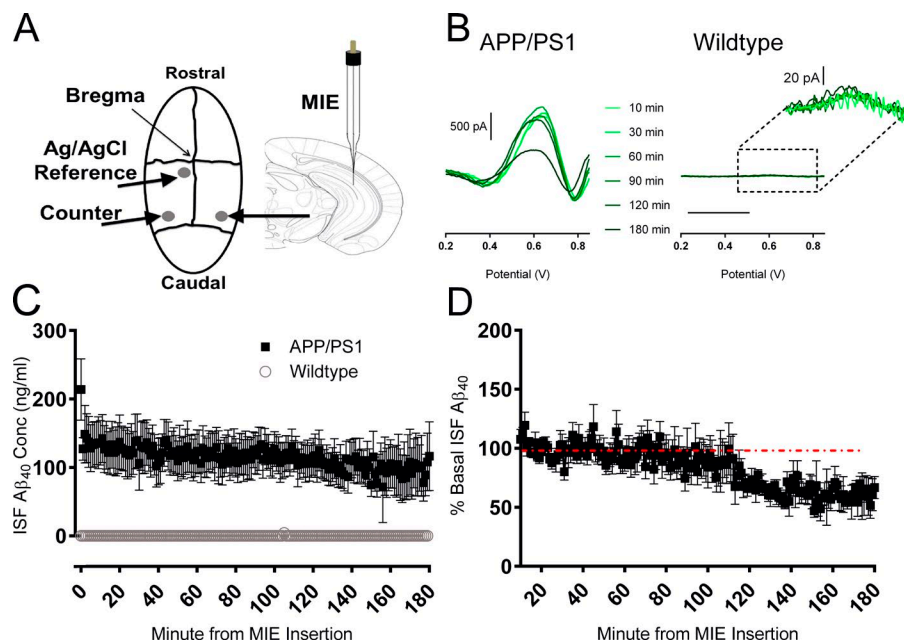 A
Rostral
Bregma
MIE
Ag/AgCl
Reference
Counter
Caudal
B
APP/PS1
Wildtype
20 pA
500 pA
10 min
30 min
60 min
90 min
120 min
180 min
0.2 0.4 0.6 0.8
Potential (V)
0.2 0.4 0.6 0.8
Potential (V)
C
300
200
100
0
ISF Aβ40 Conc (ng/ml)
APP/PS1
Wildtype
0 20 40 60 80 100 120 140 160 180
Minute from MIE Insertion
D
200
150
100
50
0
% Basal ISF Aβ40
20 40 60 80 100 120 140 160 180
Minute from MIE Insertion